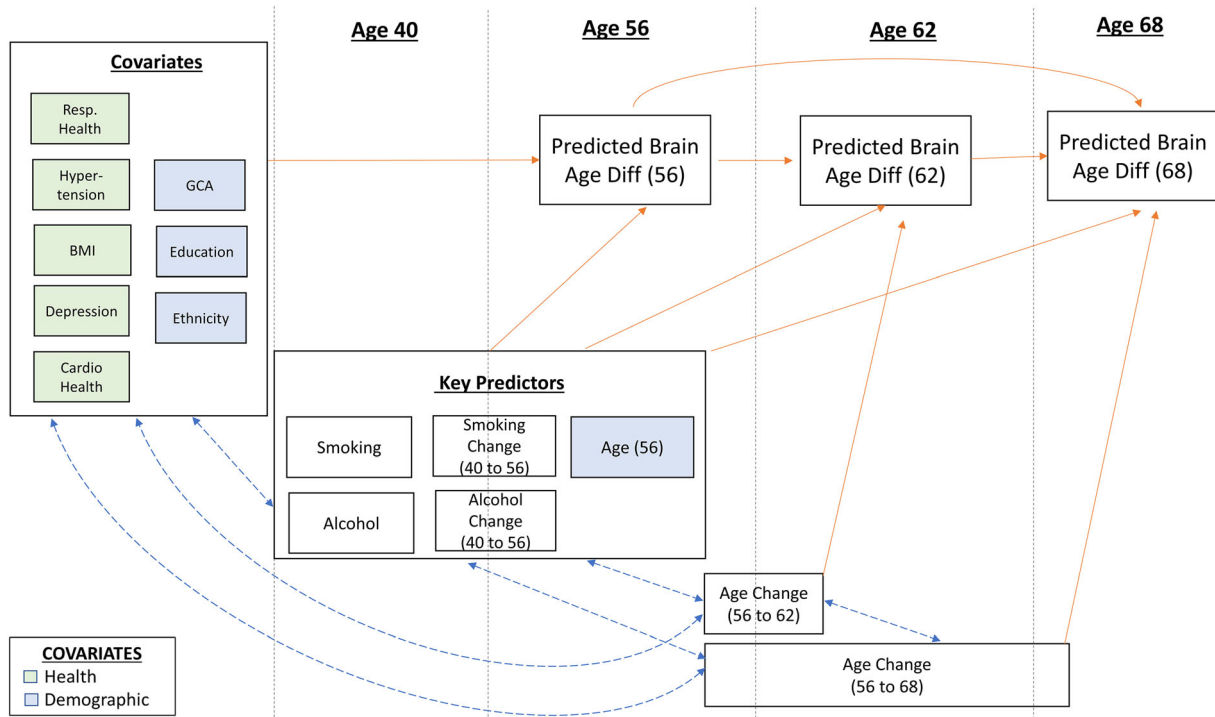 Age 40
Age 56
Age 62
Age 68
Covariates
Resp.
Health
Hyper-
tension
GCA
BMI
Education
Depression
Ethnicity
Cardio
Health
Predicted Brain
Age Diff (56)
Predicted Brain
Age Diff (62)
Predicted Brain
Age Diff (68)
Key Predictors
Smoking
Smoking
Change
(40 to 56)
Age (56)
Alcohol
Alcohol
Change
(40 to 56)
Age Change
(56 to 62)
Age Change
(56 to 68)
COVARIATES
Health
Demographic